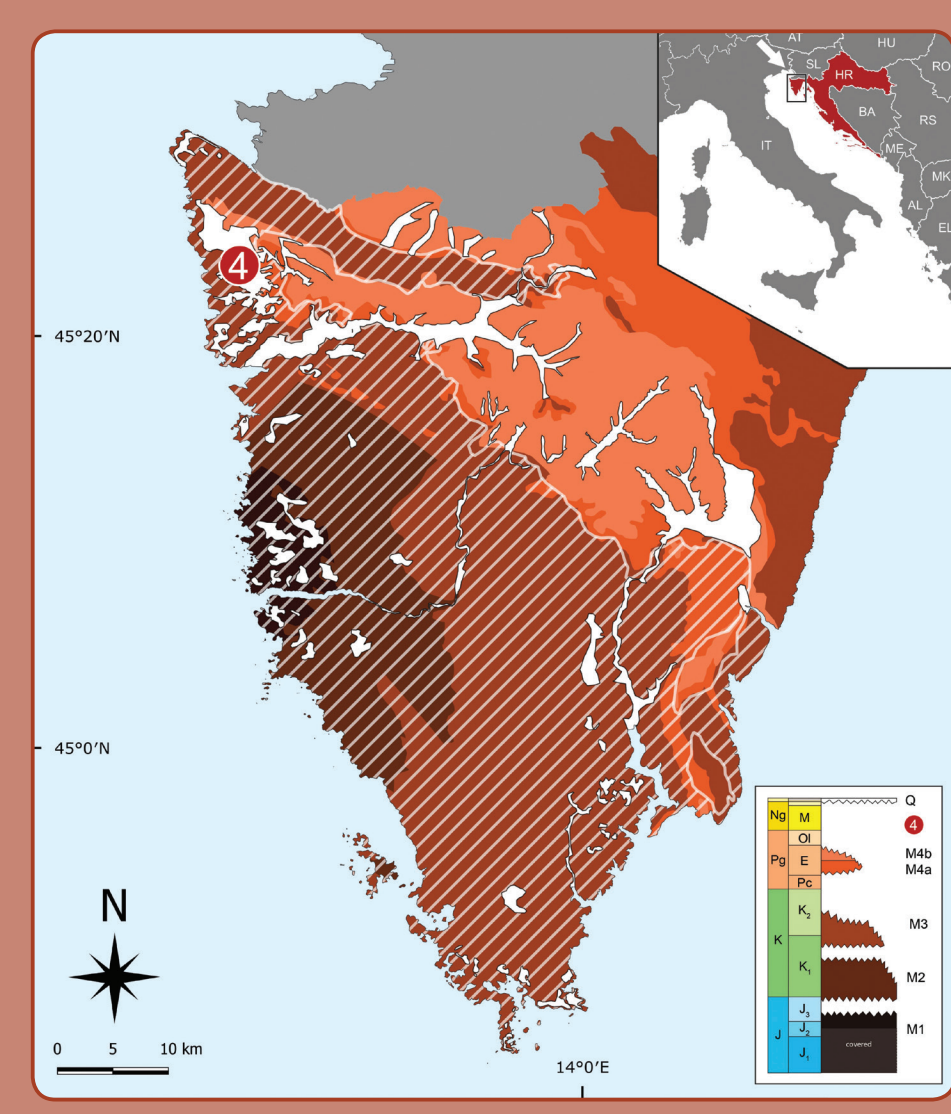 AT
HU
SL
HR
RO
BA
RS
IT
ME
MK
AL
EL
4
45°20'N
45°0'N
N
0 5 10 km
14°0'E
Q
Ng M
4
Ol
Pg E
M4b
M4a
Pc
K₂
M3
K
K₁
M2
J₃
J₂
M1
J
J₁
covered